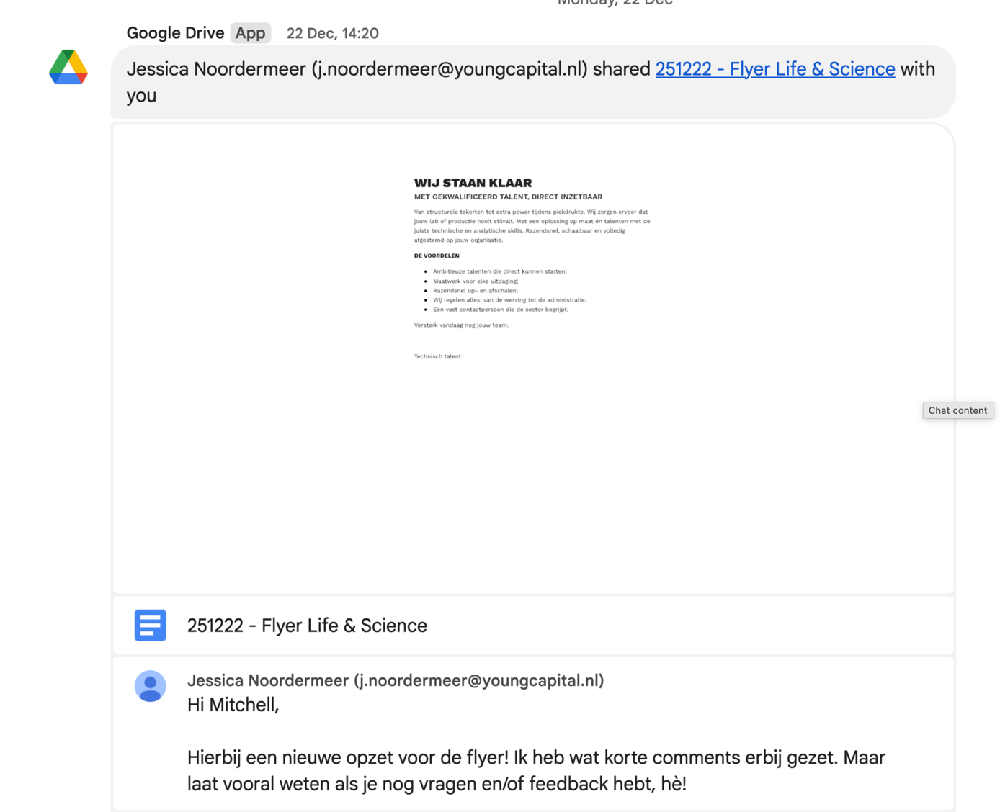 Monday, 22 Dec
Google Drive App 22 Dec, 14:20
Jessica Noordermeer (j.noordermeer@youngcapital.nl) shared 251222 - Flyer Life & Science with
you
WIJ STAAN KLAAR
MET GEKWALIFICEERD TALENT, DIRECT INZETBAAR
Van structurele tekorten tot extra power tijdens piekdrukte. Wij zorgen ervoor dat
jouw lab of productie nooit stilvalt. Met een oplossing op maat én talenten met de
juiste technische en analytische skills. Razendsnel, schaalbaar en volledig
afgestemd op jouw organisatie.
DE VOORDELEN
• Ambitieuze talenten die direct kunnen starten;
• Maatwerk voor elke uitdaging;
• Razendsnel op- en afschalen;
• Wij regelen alles: van de werving tot de administratie;
• Eén vast contactpersoon die de sector begrijpt.
Versterk vandaag nog jouw team.
Technisch talent
Chat content
251222 - Flyer Life & Science
Jessica Noordermeer (j.noordermeer@youngcapital.nl)
Hi Mitchell,
Hierbij een nieuwe opzet voor de flyer! Ik heb wat korte comments erbij gezet. Maar
laat vooral weten als je nog vragen en/of feedback hebt, hè!